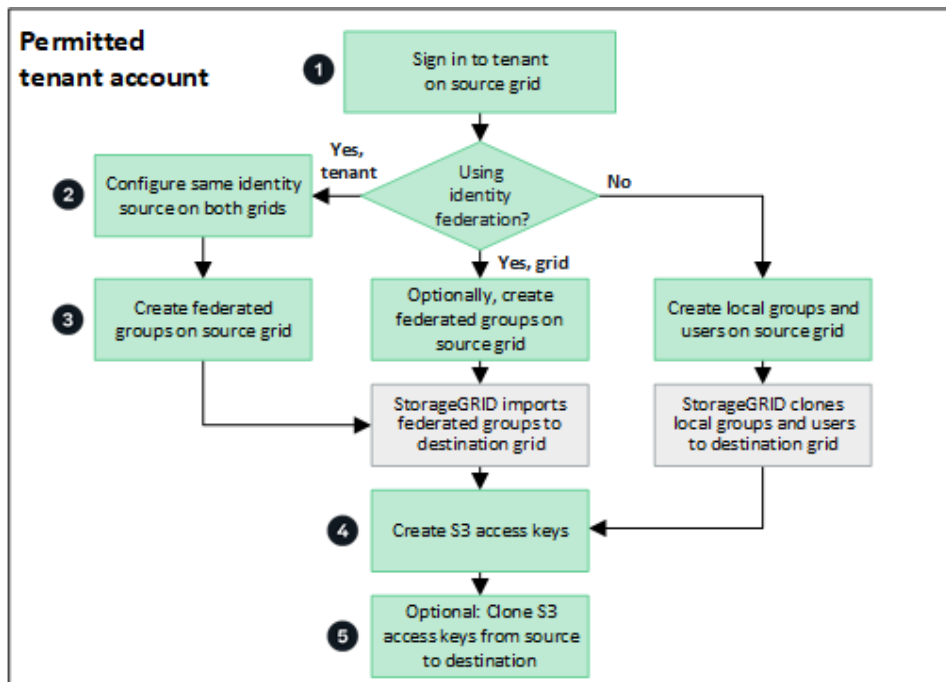 Permitted
tenant account
1
Sign in to tenant
on source grid
Yes,
tenant
Using
identity
federation?
No
2
Configure same identity
source on both grids
Yes, grid
3
Create federated
groups on source grid
Optionally, create
federated groups on
source grid
Create local groups and
users on source grid
StorageGRID imports
federated groups to
destination grid
StorageGRID clones
local groups and users
to destination grid
4
Create S3 access keys
5
Optional: Clone S3
access keys from source
to destination